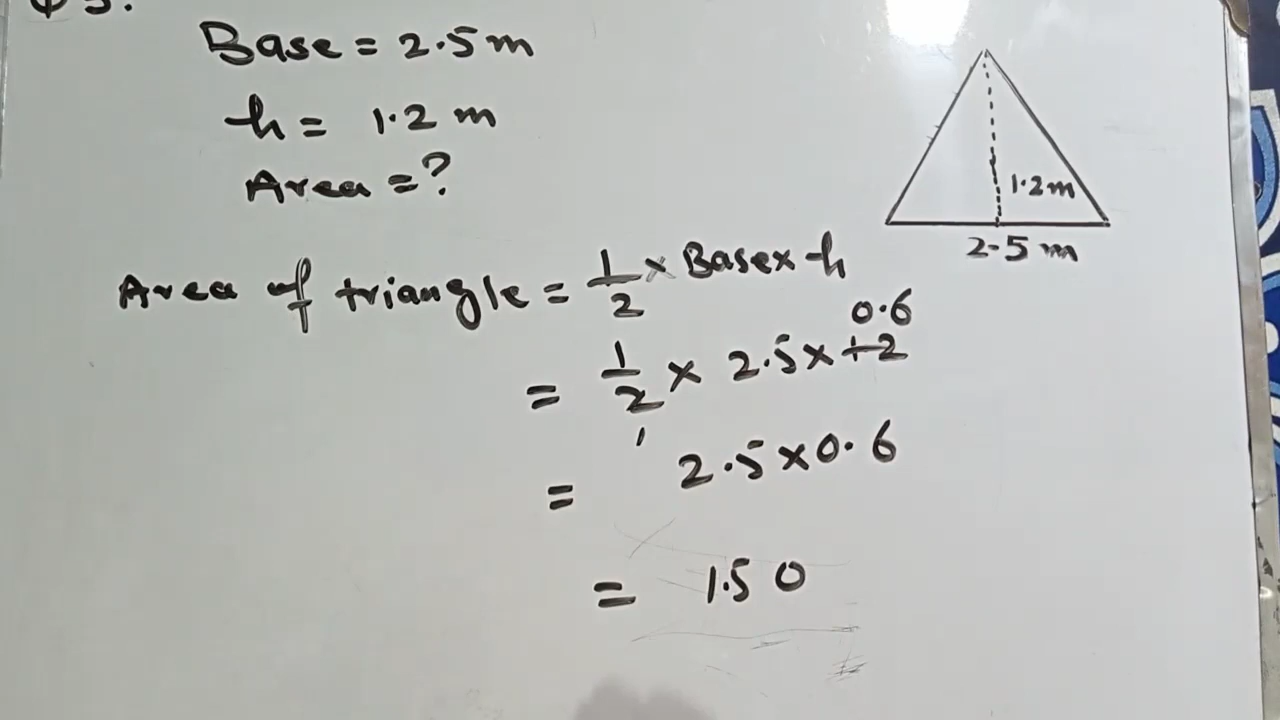 Base = 2.5 m
h = 1.2 m
Area = ?
1.2 m
2.5 m
Area of triangle = 1/2 × Base × h
0.6
= 1/2 × 2.5 × 1.2
1
= 2.5 × 0.6
= 1.50